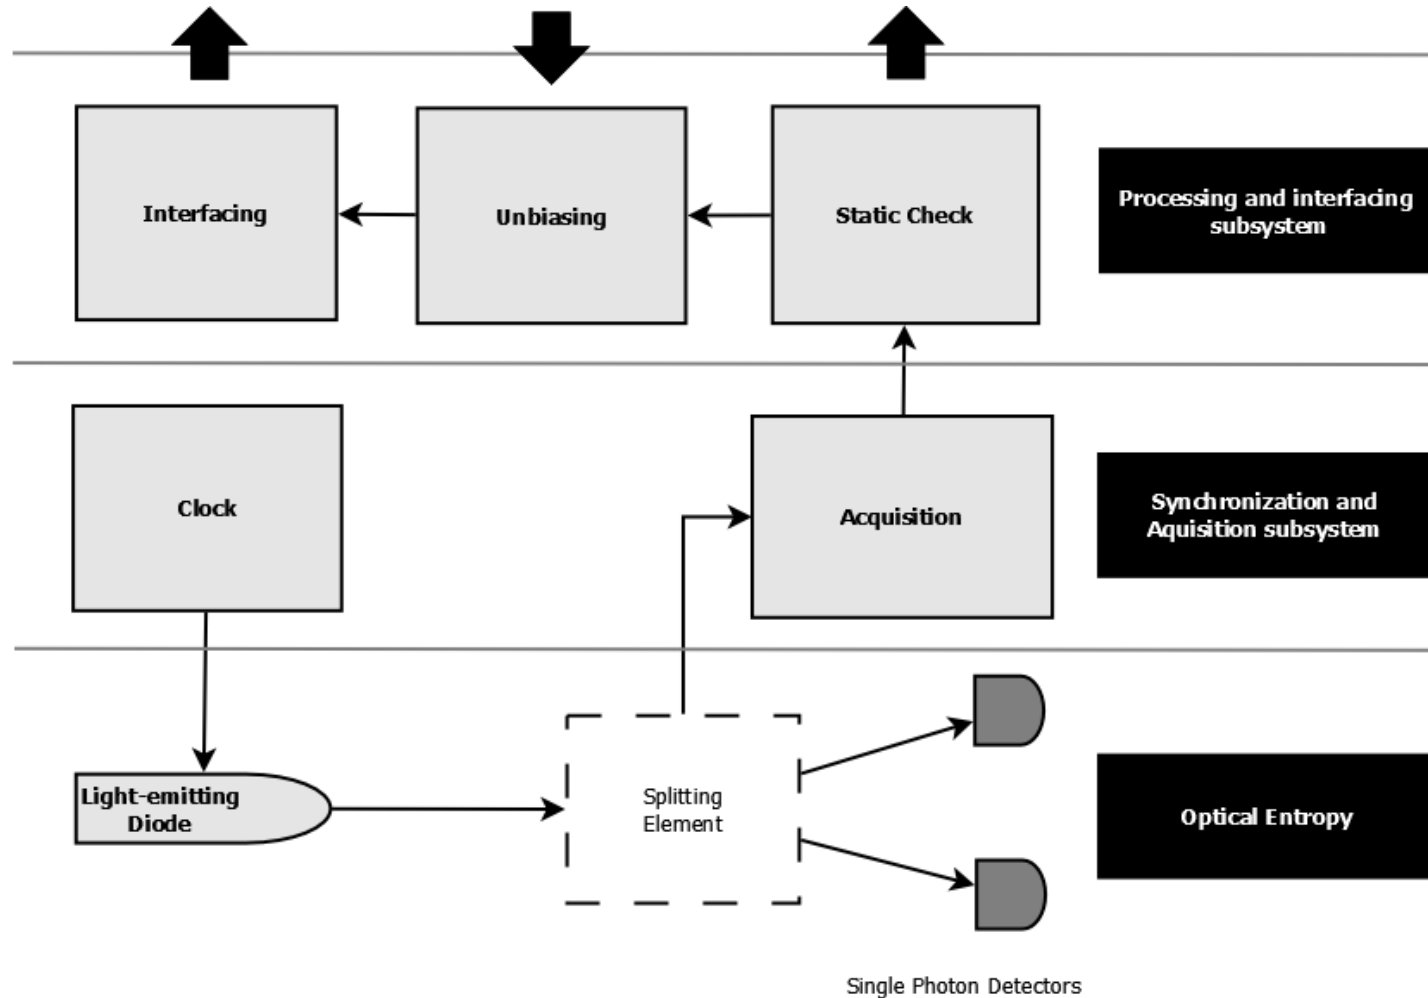 Interfacing
Unbiasing
Static Check
Processing and interfacing
subsystem
Clock
Acquisition
Synchronization and
Aquisition subsystem
Light-emitting
Diode
Splitting
Element
Optical Entropy
Single Photon Detectors